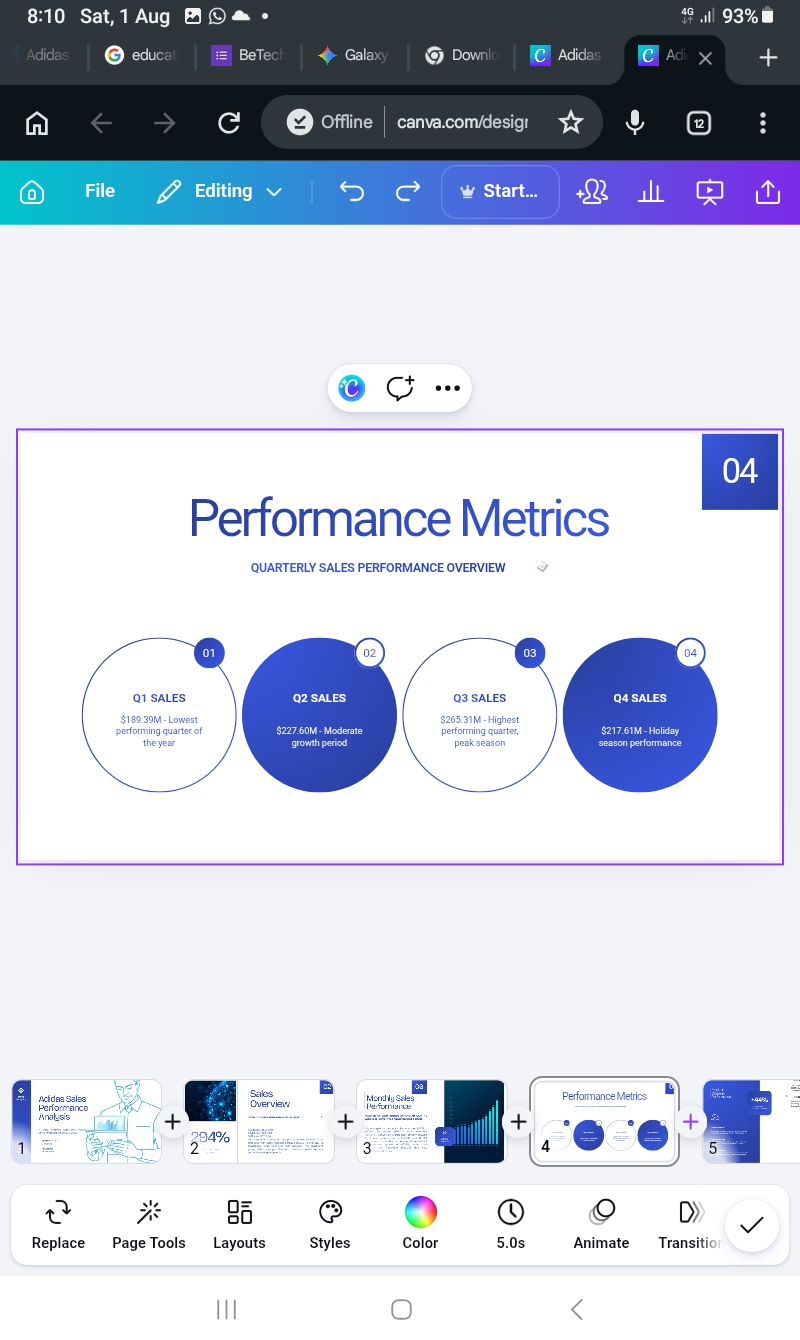 8:10 Sat, 1 Aug
4G 93%
Adidas
educat
BeTech
Galaxy
Downlo
Adidas
Adi
Offline
canva.com/design
12
File
Editing
Start...
04
Performance Metrics
QUARTERLY SALES PERFORMANCE OVERVIEW
01
Q1 SALES
$189.39M - Lowest
performing quarter of
the year
02
Q2 SALES
$227.60M - Moderate
growth period
03
Q3 SALES
$265.31M - Highest
performing quarter,
peak season
04
Q4 SALES
$217.61M - Holiday
season performance
Adidas Sales
Performance
Analysis
1
02
Sales
Overview
294%
2
03
Monthly Sales
Performance
3
Performance Metrics
4
+44%
5
Replace
Page Tools
Layouts
Styles
Color
5.0s
Animate
Transition